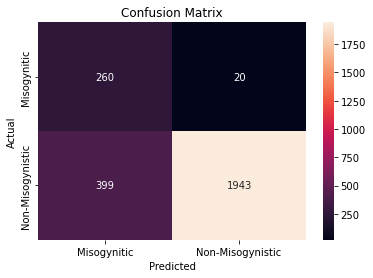 Confusion Matrix
Misogynitic
260
20
Non-Misogynistic
399
1943
Actual
Misogynitic
Non-Misogynistic
Predicted
1750
1500
1250
1000
750
500
250